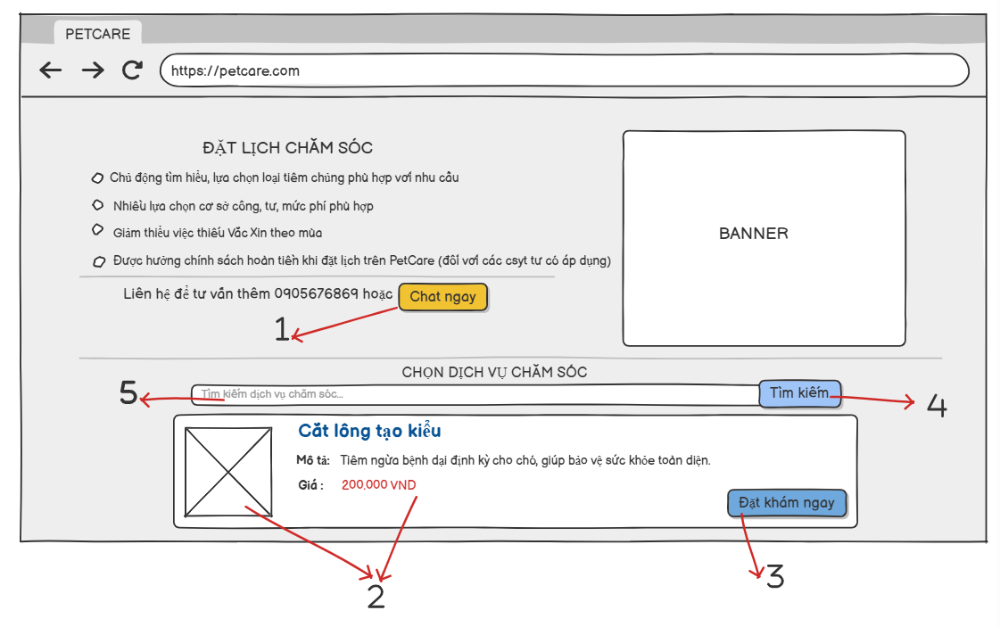 PETCARE
https://petcare.com
ĐẶT LỊCH CHĂM SÓC
Chủ động tìm hiểu, lựa chọn loại tiêm chủng phù hợp với nhu cầu
Nhiều lựa chọn cơ sở công, tư, mức phí phù hợp
Giảm thiểu việc thiếu Vắc Xin theo mùa
Được hưởng chính sách hoàn tiền khi đặt lịch trên PetCare (đối với các csyt tư có áp dụng)
Liên hệ để tư vấn thêm 0905676869 hoặc Chat ngay
BANNER
1
CHỌN DỊCH VỤ CHĂM SÓC
5 Tìm kiếm dịch vụ chăm sóc... Tìm kiếm 4
Cắt lông tạo kiểu
Mô tả: Tiêm ngừa bệnh dại định kỳ cho chó, giúp bảo vệ sức khỏe toàn diện.
Giá : 200,000 VND
Đặt khám ngay
2 3